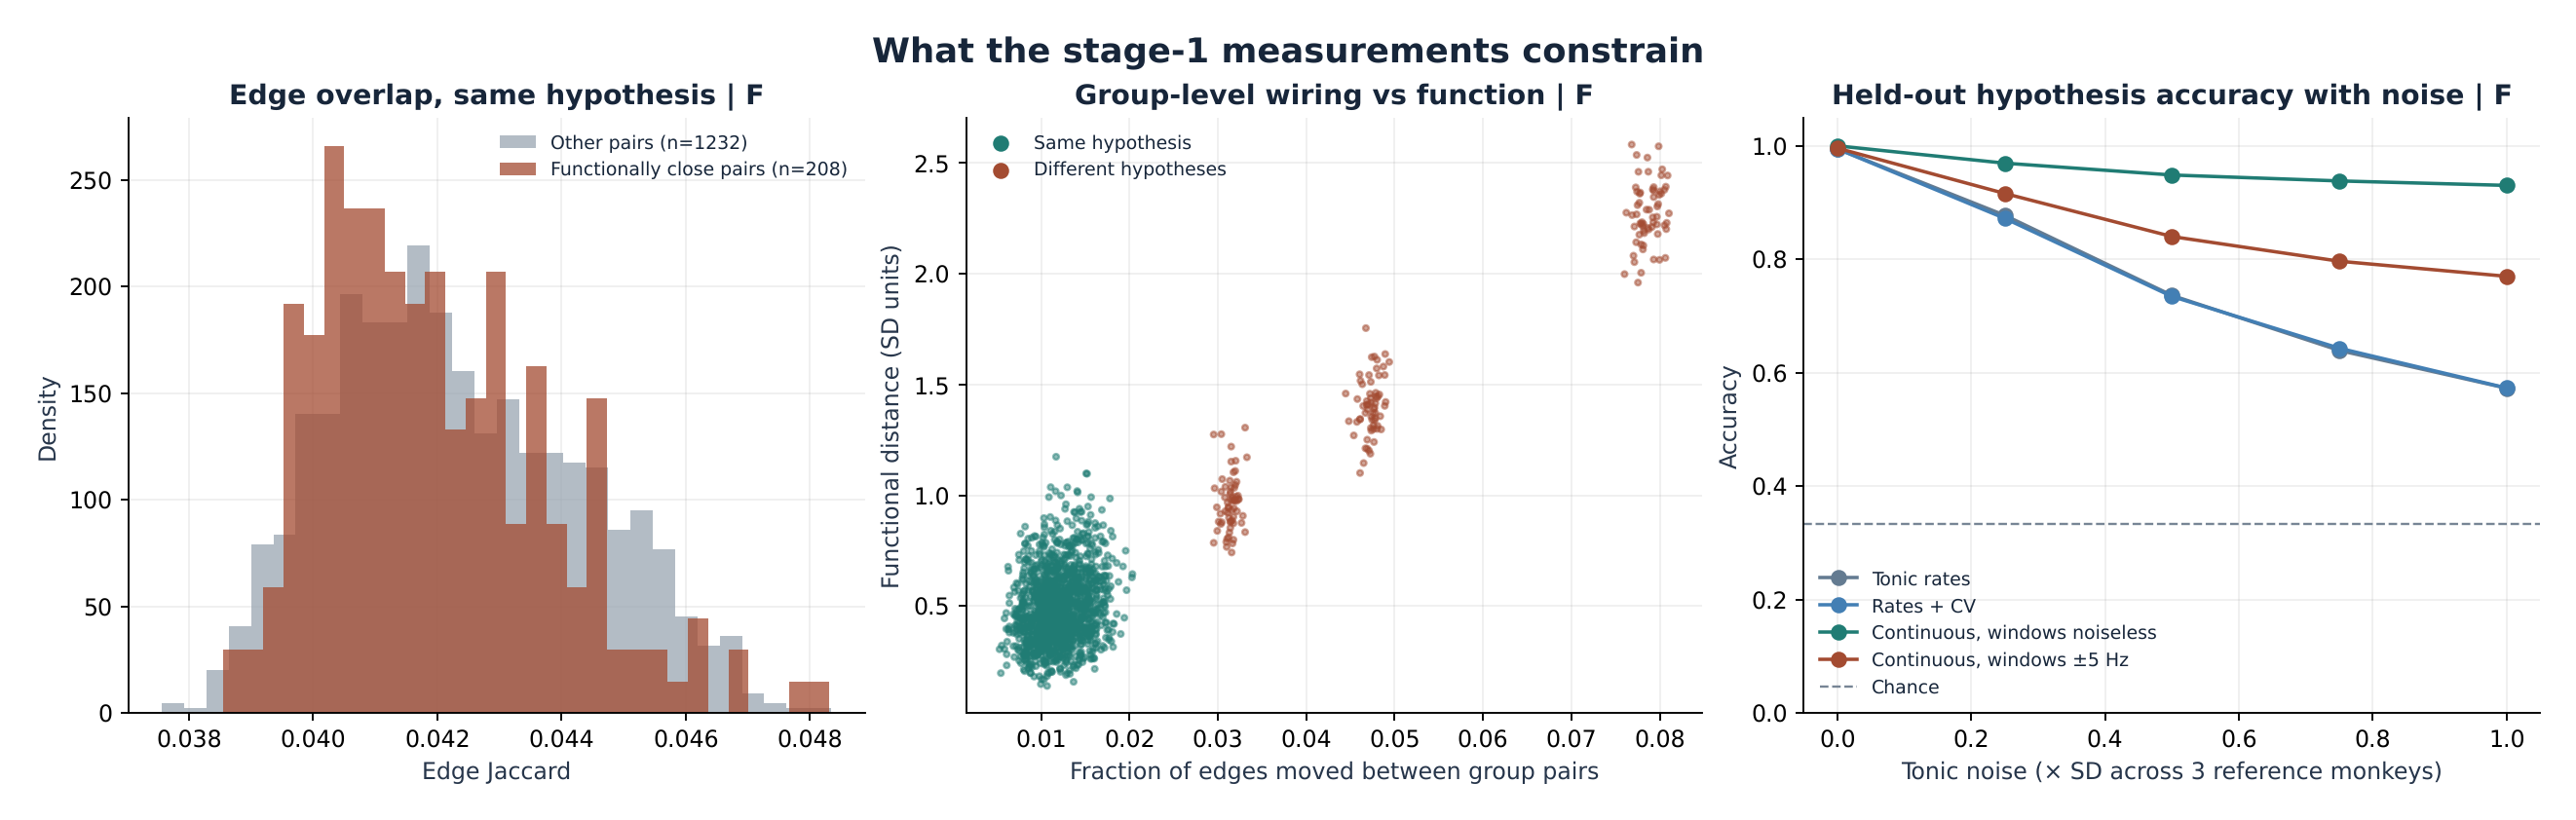 What the stage-1 measurements constrain
Edge overlap, same hypothesis | F
Density
250
200
150
100
50
0
Other pairs (n=1232)
Functionally close pairs (n=208)
0.038 0.040 0.042 0.044 0.046 0.048
Edge Jaccard
Group-level wiring vs function | F
Functional distance (SD units)
2.5
2.0
1.5
1.0
0.5
Same hypothesis
Different hypotheses
0.01 0.02 0.03 0.04 0.05 0.06 0.07 0.08
Fraction of edges moved between group pairs
Held-out hypothesis accuracy with noise | F
Accuracy
1.0
0.8
0.6
0.4
0.2
0.0
Tonic rates
Rates + CV
Continuous, windows noiseless
Continuous, windows ±5 Hz
Chance
0.0 0.2 0.4 0.6 0.8 1.0
Tonic noise (× SD across 3 reference monkeys)